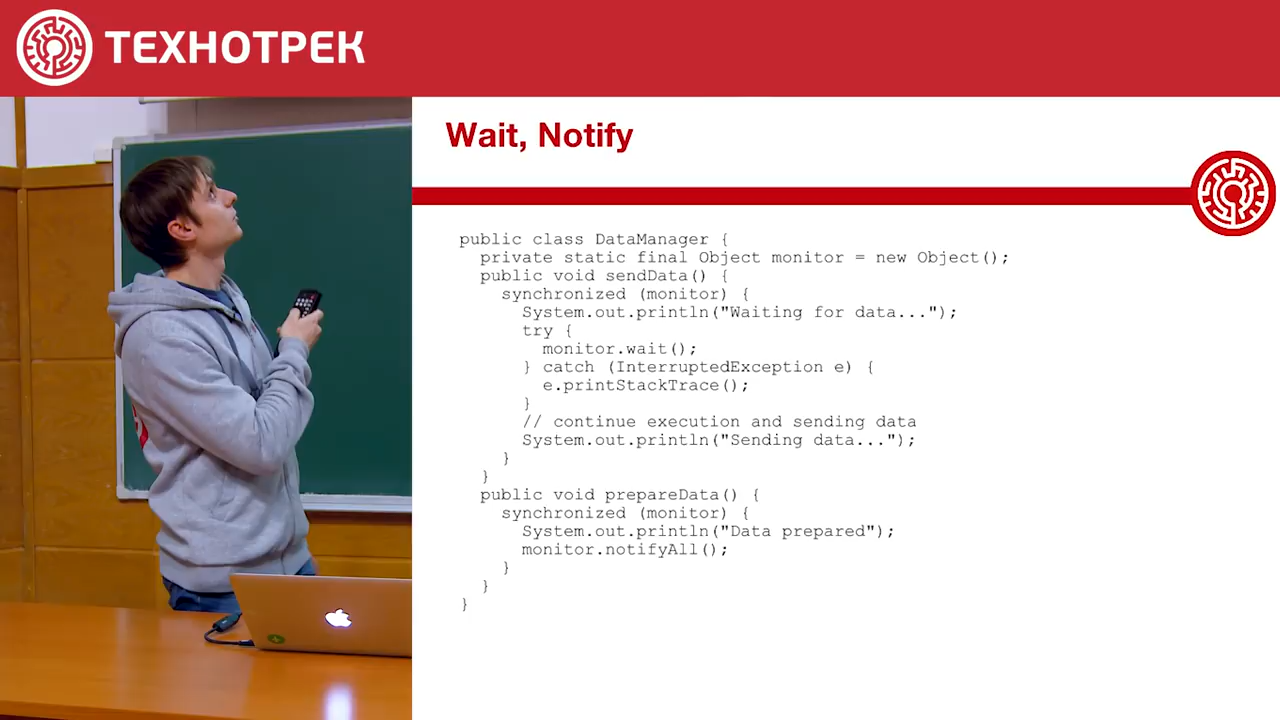 ТЕХНОТРЕК
Wait, Notify
public class DataManager {
  private static final Object monitor = new Object();
  public void sendData() {
    synchronized (monitor) {
      System.out.println("Waiting for data...");
      try {
        monitor.wait();
      } catch (InterruptedException e) {
        e.printStackTrace();
      }
      // continue execution and sending data
      System.out.println("Sending data...");
    }
  }
  public void prepareData() {
    synchronized (monitor) {
      System.out.println("Data prepared");
      monitor.notifyAll();
    }
  }
}